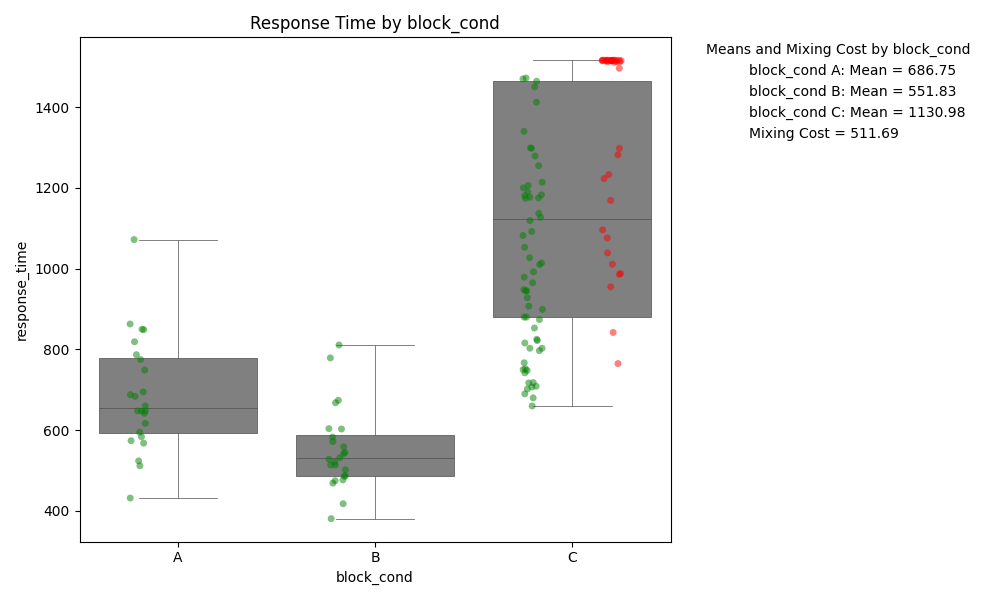 Response Time by block_cond
Means and Mixing Cost by block_cond
block_cond A: Mean = 686.75
block_cond B: Mean = 551.83
block_cond C: Mean = 1130.98
Mixing Cost = 511.69
response_time
1400
1200
1000
800
600
400
A B C
block_cond